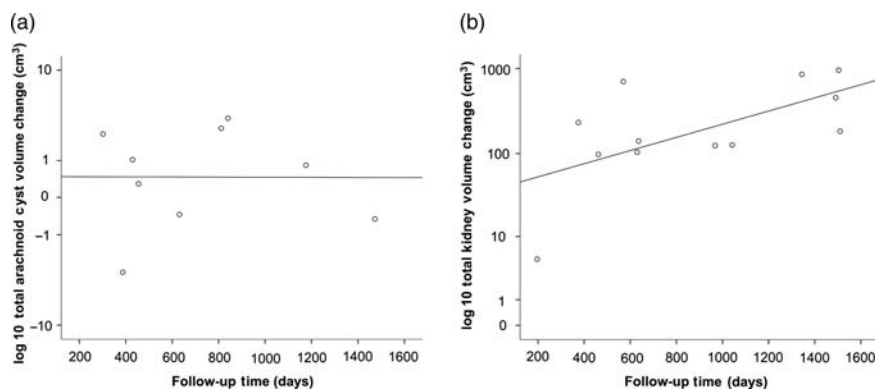 (a)
log 10 total arachnoid cyst volume change (cm³)
10
1
0
−1
−10
200 400 600 800 1000 1200 1400 1600
Follow-up time (days)
(b)
log 10 total kidney volume change (cm³)
1000
100
10
1
0
200 400 600 800 1000 1200 1400 1600
Follow-up time (days)